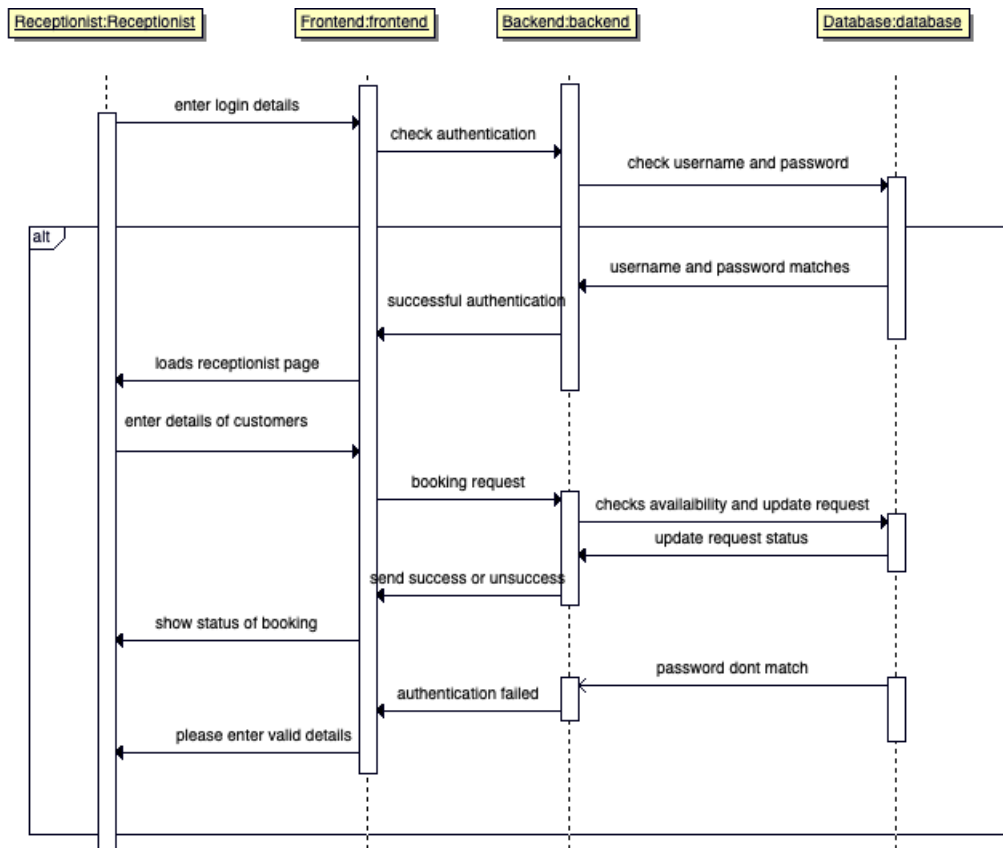 Receptionist:Receptionist
Frontend:frontend
Backend:backend
Database:database
enter login details
check authentication
check username and password
alt
username and password matches
successful authentication
loads receptionist page
enter details of customers
booking request
checks availaibility and update request
update request status
send success or unsuccess
show status of booking
password dont match
authentication failed
please enter valid details